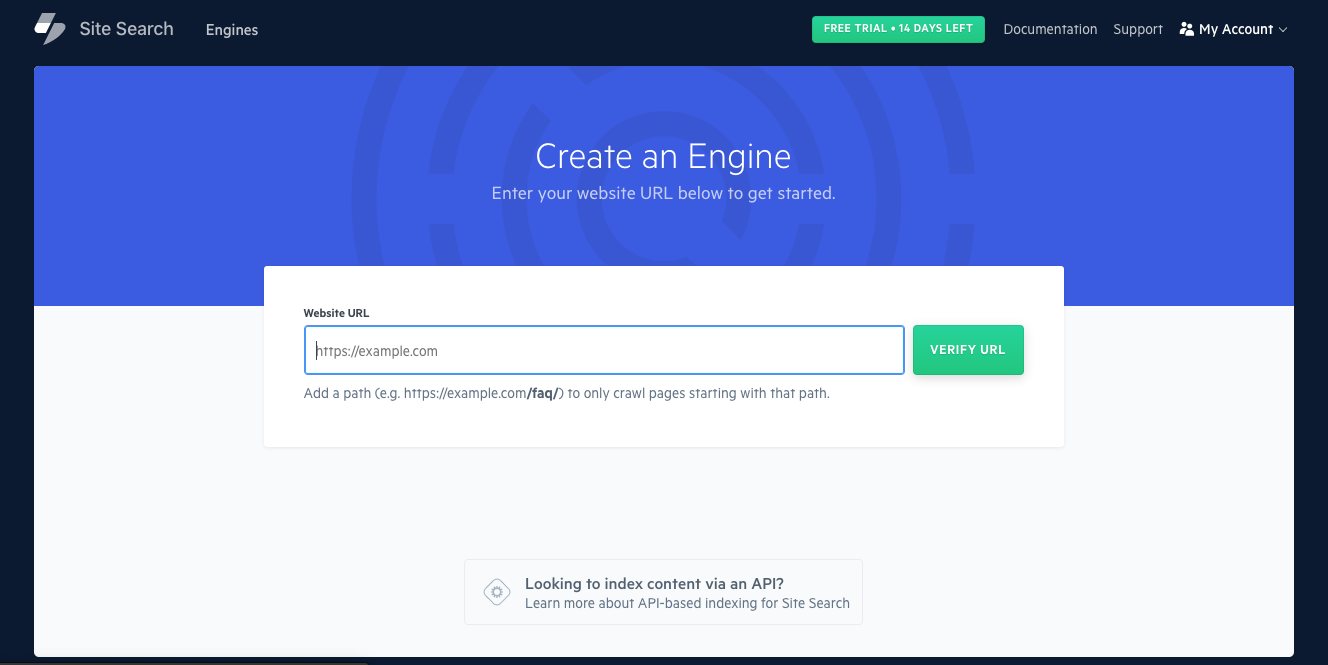 Site Search
Engines
FREE TRIAL • 14 DAYS LEFT
Documentation
Support
My Account
Create an Engine
Enter your website URL below to get started.
Website URL
https://example.com
VERIFY URL
Add a path (e.g. https://example.com/faq/) to only crawl pages starting with that path.
Looking to index content via an API?
Learn more about API-based indexing for Site Search